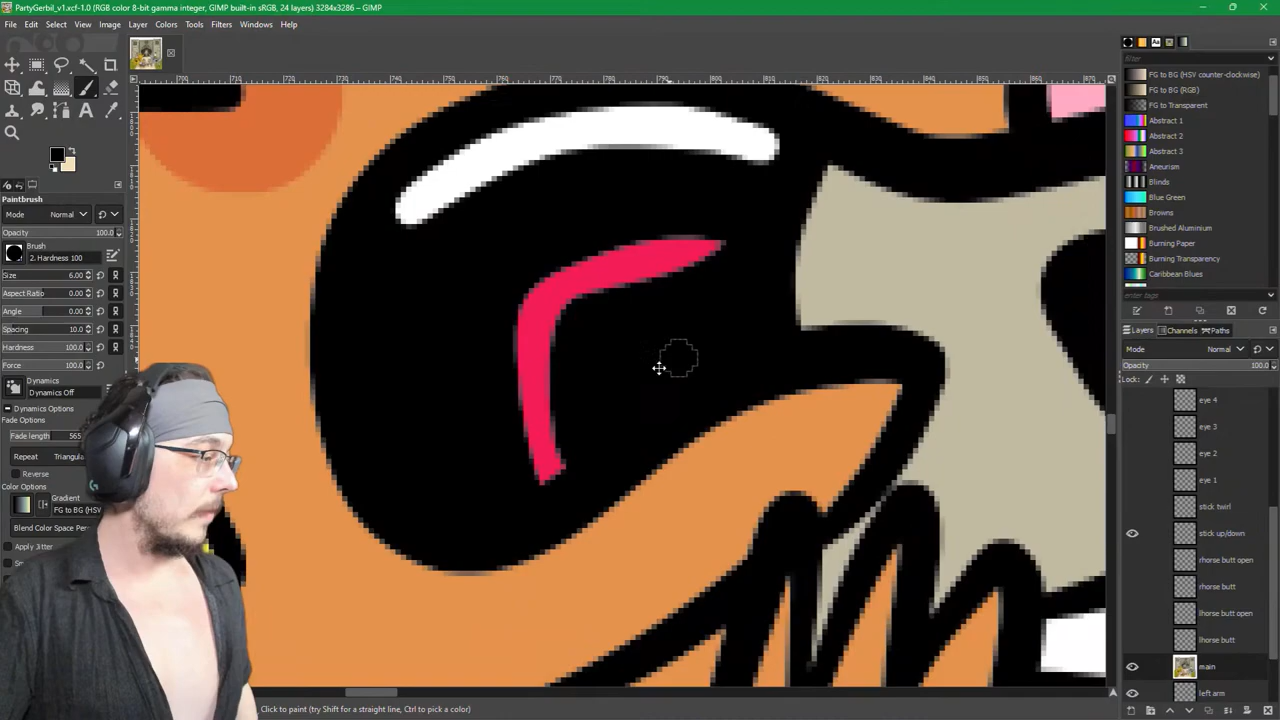 PartyGerbil_v1.xcf-1.0 (RGB color 8-bit gamma integer, GIMP built-in sRGB, 24 layers) 3284x3286 – GIMP
File Edit Select View Image Layer Colors Tools Filters Windows Help
Paintbrush
Mode Normal
Opacity 100.0
Brush
2. Hardness 100
Size 6.00
Aspect Ratio 0.00
Angle 0.00
Spacing 10.0
Hardness 100.0
Force 100.0
Dynamics
Dynamics Off
Dynamics Options
Fade Options
Fade length 565
Repeat Triangula
Reverse
Color Options
Gradient
FG to BG (HSV
Blend Color Space Per
Apply Jitter
FG to BG (HSV counter-clockwise)
FG to BG (RGB)
FG to Transparent
Abstract 1
Abstract 2
Abstract 3
Aneurism
Blinds
Blue Green
Browns
Brushed Aluminium
Burning Paper
Burning Transparency
Caribbean Blues
enter tags
Layers Channels Paths
Mode Normal
Opacity 100.0
Lock:
eye 4
eye 3
eye 2
eye 1
stick twirl
stick up/down
rhorse butt open
rhorse butt
lhorse butt open
lhorse butt
main
left arm
Click to paint (try Shift for a straight line, Ctrl to pick a color)